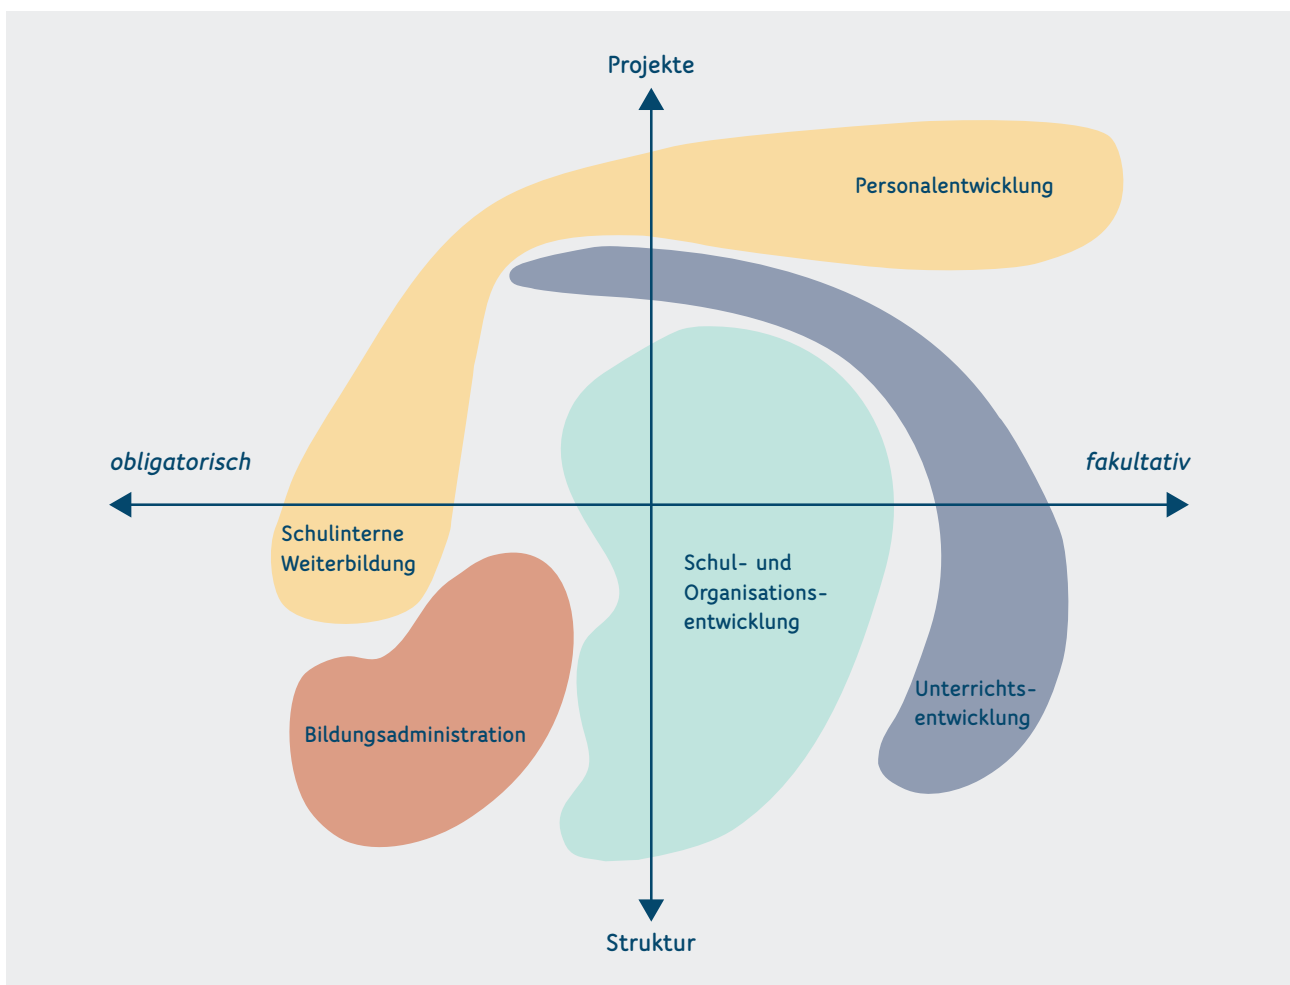 Projekte
Personalentwicklung
obligatorisch
fakultativ
Schulinterne
Weiterbildung
Schul- und
Organisations-
entwicklung
Unterrichts-
entwicklung
Bildungsadministration
Struktur